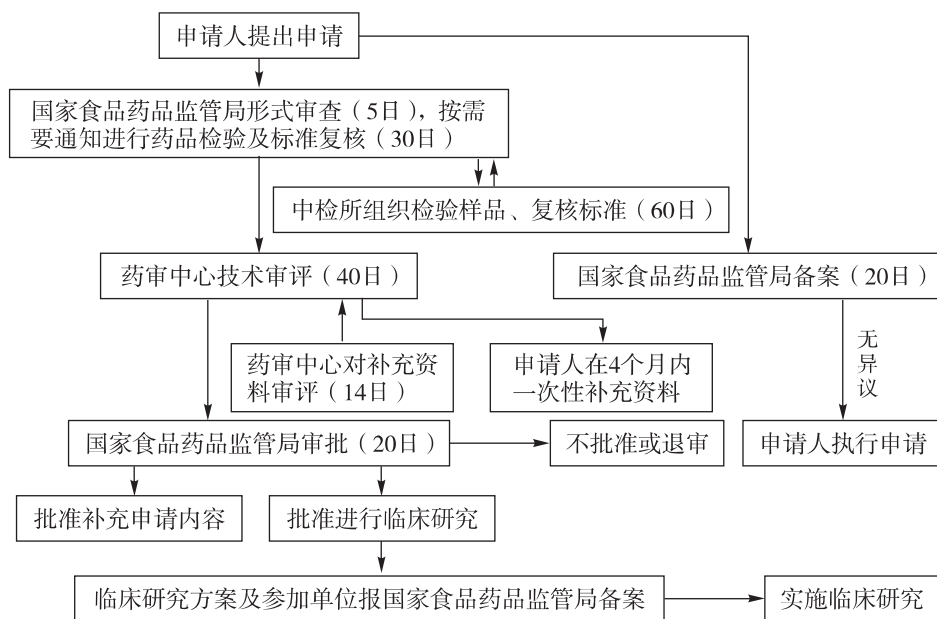 申请人提出申请
国家食品药品监管局形式审查（5日），按需
要通知进行药品检验及标准复核（30日）
中检所组织检验样品、复核标准（60日）
药审中心技术审评（40日）
国家食品药品监管局备案（20日）
药审中心对补充资
料审评（14日）
申请人在4个月内
一次性补充资料
无
异
议
国家食品药品监管局审批（20日）
不批准或退审
申请人执行申请
批准补充申请内容
批准进行临床研究
临床研究方案及参加单位报国家食品药品监管局备案
实施临床研究